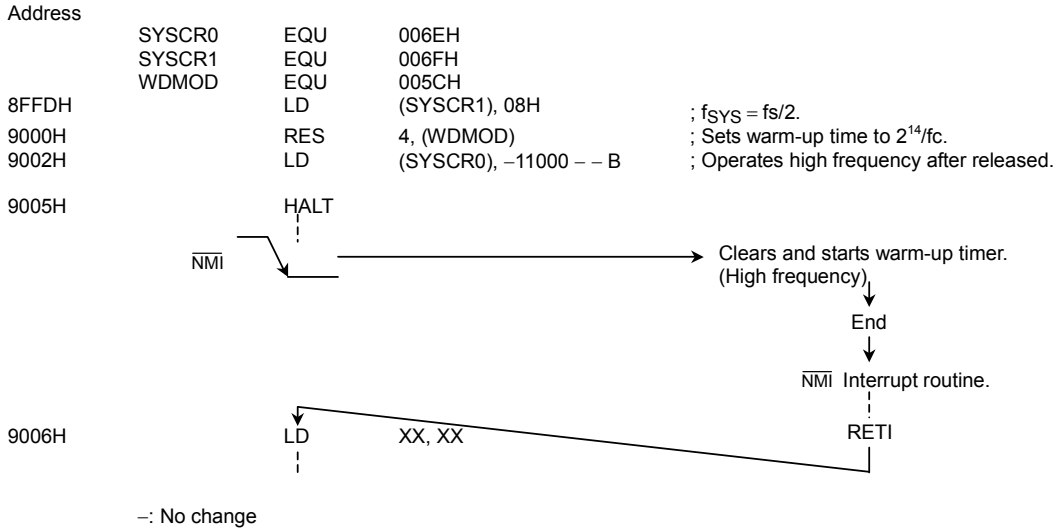 Address
SYSCR0 EQU 006EH
SYSCR1 EQU 006FH
WDMOD EQU 005CH
8FFDH LD (SYSCR1), 08H ; fSYS = fs/2.
9000H RES 4, (WDMOD) ; Sets warm-up time to 2^14/fc.
9002H LD (SYSCR0), −11000 − − B ; Operates high frequency after released.
9005H HALT
NMI Clears and starts warm-up timer.
(High frequency)
End
NMI Interrupt routine.
9006H LD XX, XX RETI
−: No change